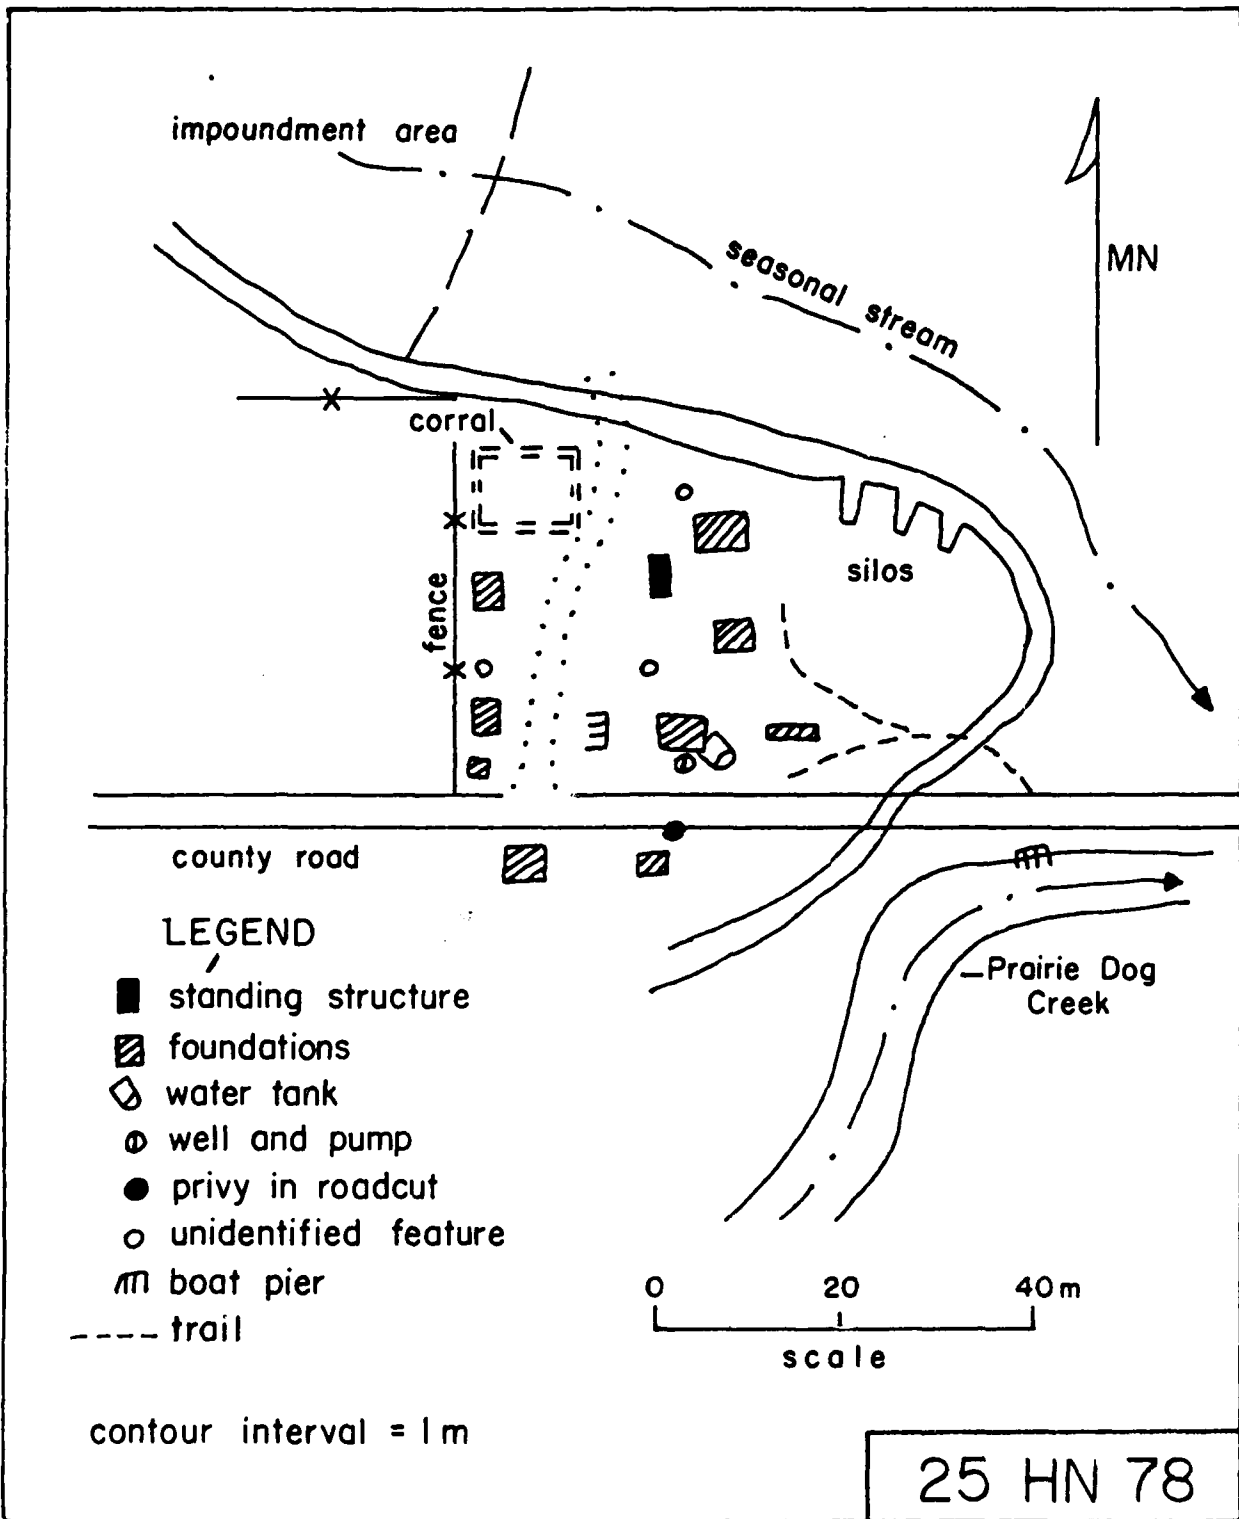 impoundment area
seasonal stream
MN
corral
silos
fence
county road
LEGEND
standing structure
foundations
water tank
well and pump
privy in roadcut
unidentified feature
boat pier
trail
Prairie Dog
Creek
0 20 40 m
scale
contour interval = 1 m
25 HN 78